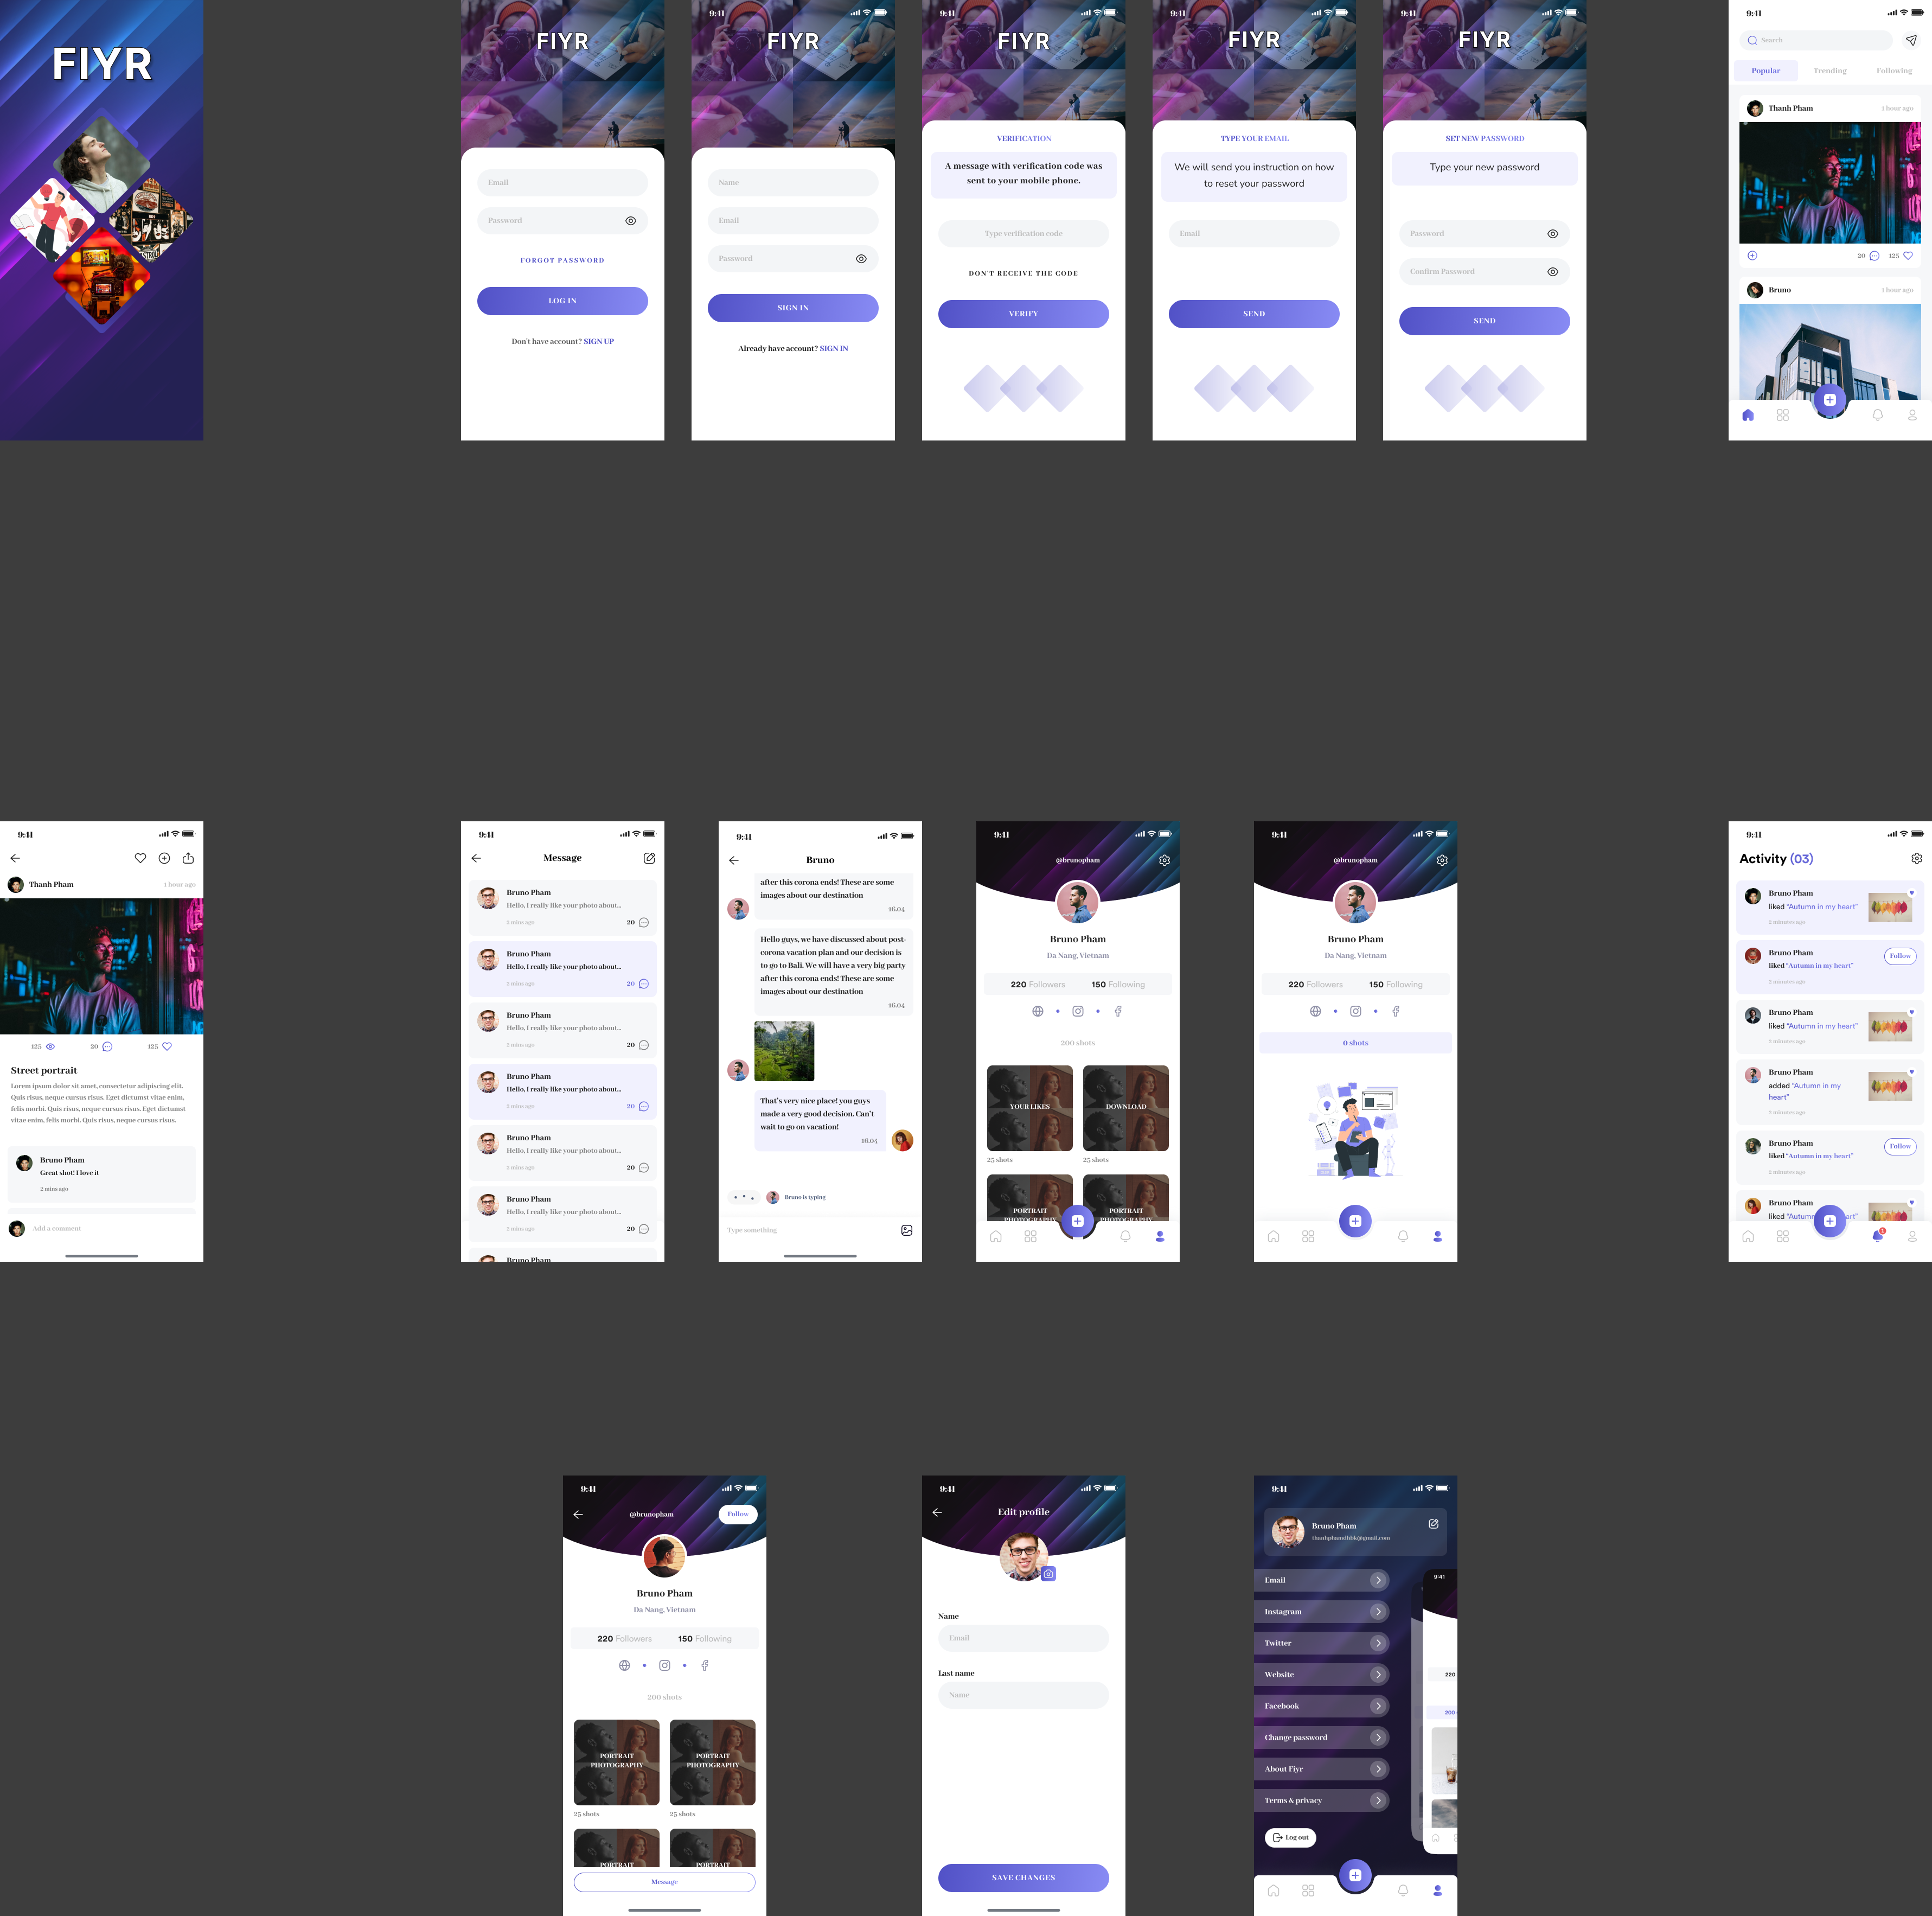 FIYR
FIYR
Email
Password
FORGOT PASSWORD
LOG IN
Don't have account? SIGN UP
9:41
FIYR
Name
Email
Password
SIGN IN
Already have account? SIGN IN
9:41
FIYR
VERIFICATION
A message with verification code was
sent to your mobile phone.
Type verification code
DON'T RECEIVE THE CODE
VERIFY
9:41
FIYR
TYPE YOUR EMAIL
We will send you instruction on how
to reset your password
Email
SEND
9:41
FIYR
SET NEW PASSWORD
Type your new password
Password
Confirm Password
SEND
9:41
Search
Popular Trending Following
Thanh Pham 1 hour ago
20 125
Bruno 1 hour ago
9:41
Thanh Pham 1 hour ago
125 20 125
Street portrait
Lorem ipsum dolor sit amet, consectetur adipiscing elit.
Quis risus, neque cursus risus. Eget dictumst vitae enim,
felis morbi. Quis risus, neque cursus risus. Eget dictumst
vitae enim, felis morbi. Quis risus, neque cursus risus.
Bruno Pham
Great shot! I love it
2 mins ago
Add a comment
9:41
Message
Bruno Pham
Hello, I really like your photo about...
2 mins ago 20
Bruno Pham
Hello, I really like your photo about...
2 mins ago 20
Bruno Pham
Hello, I really like your photo about...
2 mins ago 20
Bruno Pham
Hello, I really like your photo about...
2 mins ago 20
Bruno Pham
Hello, I really like your photo about...
2 mins ago 20
Bruno Pham
Hello, I really like your photo about...
2 mins ago 20
Bruno Pham
9:41
Bruno
after this corona ends! These are some
images about our destination
16.04
Hello guys, we have discussed about post-
corona vacation plan and our decision is
to go to Bali. We will have a very big party
after this corona ends! These are some
images about our destination
16.04
That's very nice place! you guys
made a very good decision. Can't
wait to go on vacation!
16.04
Bruno is typing
Type something
9:41
@brunopham
Bruno Pham
Da Nang, Vietnam
220 Followers 150 Following
200 shots
YOUR LIKES DOWNLOAD
25 shots 25 shots
PORTRAIT PORTRAIT
PHOTOGRAPHY PHOTOGRAPHY
9:41
@brunopham
Bruno Pham
Da Nang, Vietnam
220 Followers 150 Following
0 shots
9:41
Activity (03)
Bruno Pham
liked "Autumn in my heart"
2 minutes ago
Bruno Pham Follow
liked "Autumn in my heart"
2 minutes ago
Bruno Pham
liked "Autumn in my heart"
2 minutes ago
Bruno Pham
added "Autumn in my
heart"
2 minutes ago
Bruno Pham Follow
liked "Autumn in my heart"
2 minutes ago
Bruno Pham
liked "Autumn
9:41
@brunopham Follow
Bruno Pham
Da Nang, Vietnam
220 Followers 150 Following
200 shots
PORTRAIT PORTRAIT
PHOTOGRAPHY PHOTOGRAPHY
25 shots 25 shots
PORTRAIT PORTRAIT
Message
9:41
Edit profile
Name
Email
Last name
Name
SAVE CHANGES
9:41
Bruno Pham
thanhphamdhbk@gmail.com
Email
Instagram
Twitter
Website
Facebook
Change password
About Fiyr
Terms & privacy
Log out
9:41
220
200